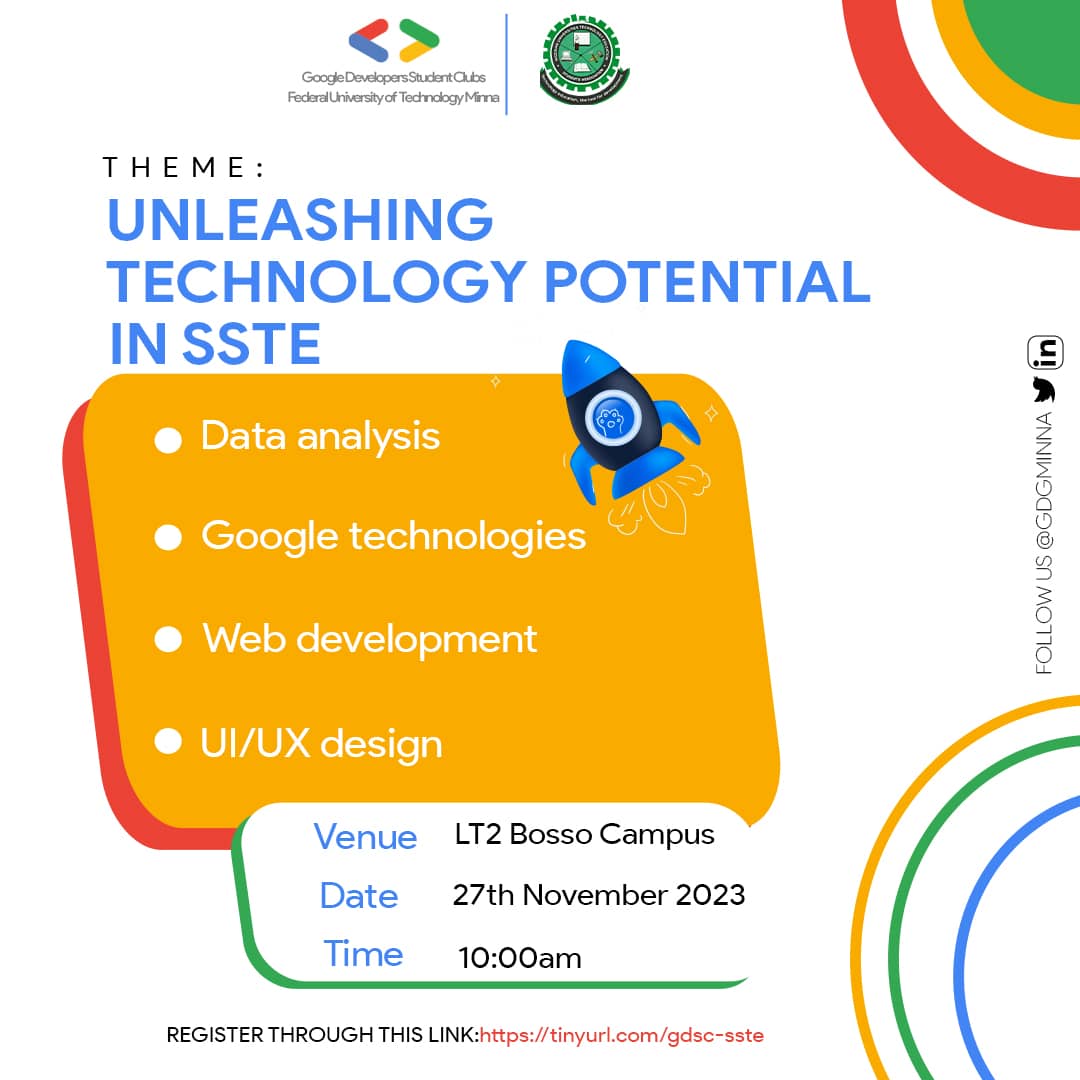 Google Developers Student Clubs
Federal University of Technology Minna
THEME:
UNLEASHING
TECHNOLOGY POTENTIAL
IN SSTE
Data analysis
Google technologies
Web development
UI/UX design
Venue LT2 Bosso Campus
Date 27th November 2023
Time 10:00am
REGISTER THROUGH THIS LINK:https://tinyurl.com/gdsc-sste
FOLLOW US @GDGMINNA
in